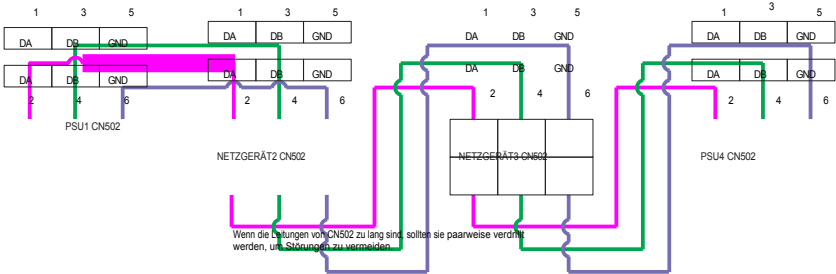 1 3 5
DA DB GND
DA DB GND
2 4 6
PSU1 CN502
1 3 5
DA DB GND
DA DB GND
2 4 6
NETZGERÄT2 CN502
1 3 5
DA DB GND
DA DB GND
2 4 6
NETZGERÄT3 CN502
1 3 5
DA DB GND
DA DB GND
2 4 6
PSU4 CN502
Wenn die Leitungen von CN502 zu lang sind, sollten sie paarweise verdrillt
werden, um Störungen zu vermeiden.